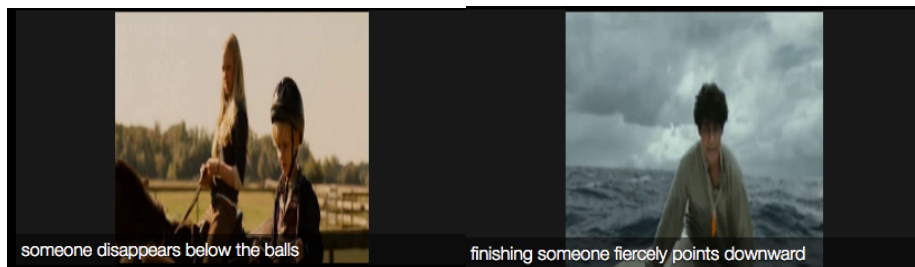 someone disappears below the balls
finishing someone fiercely points downward